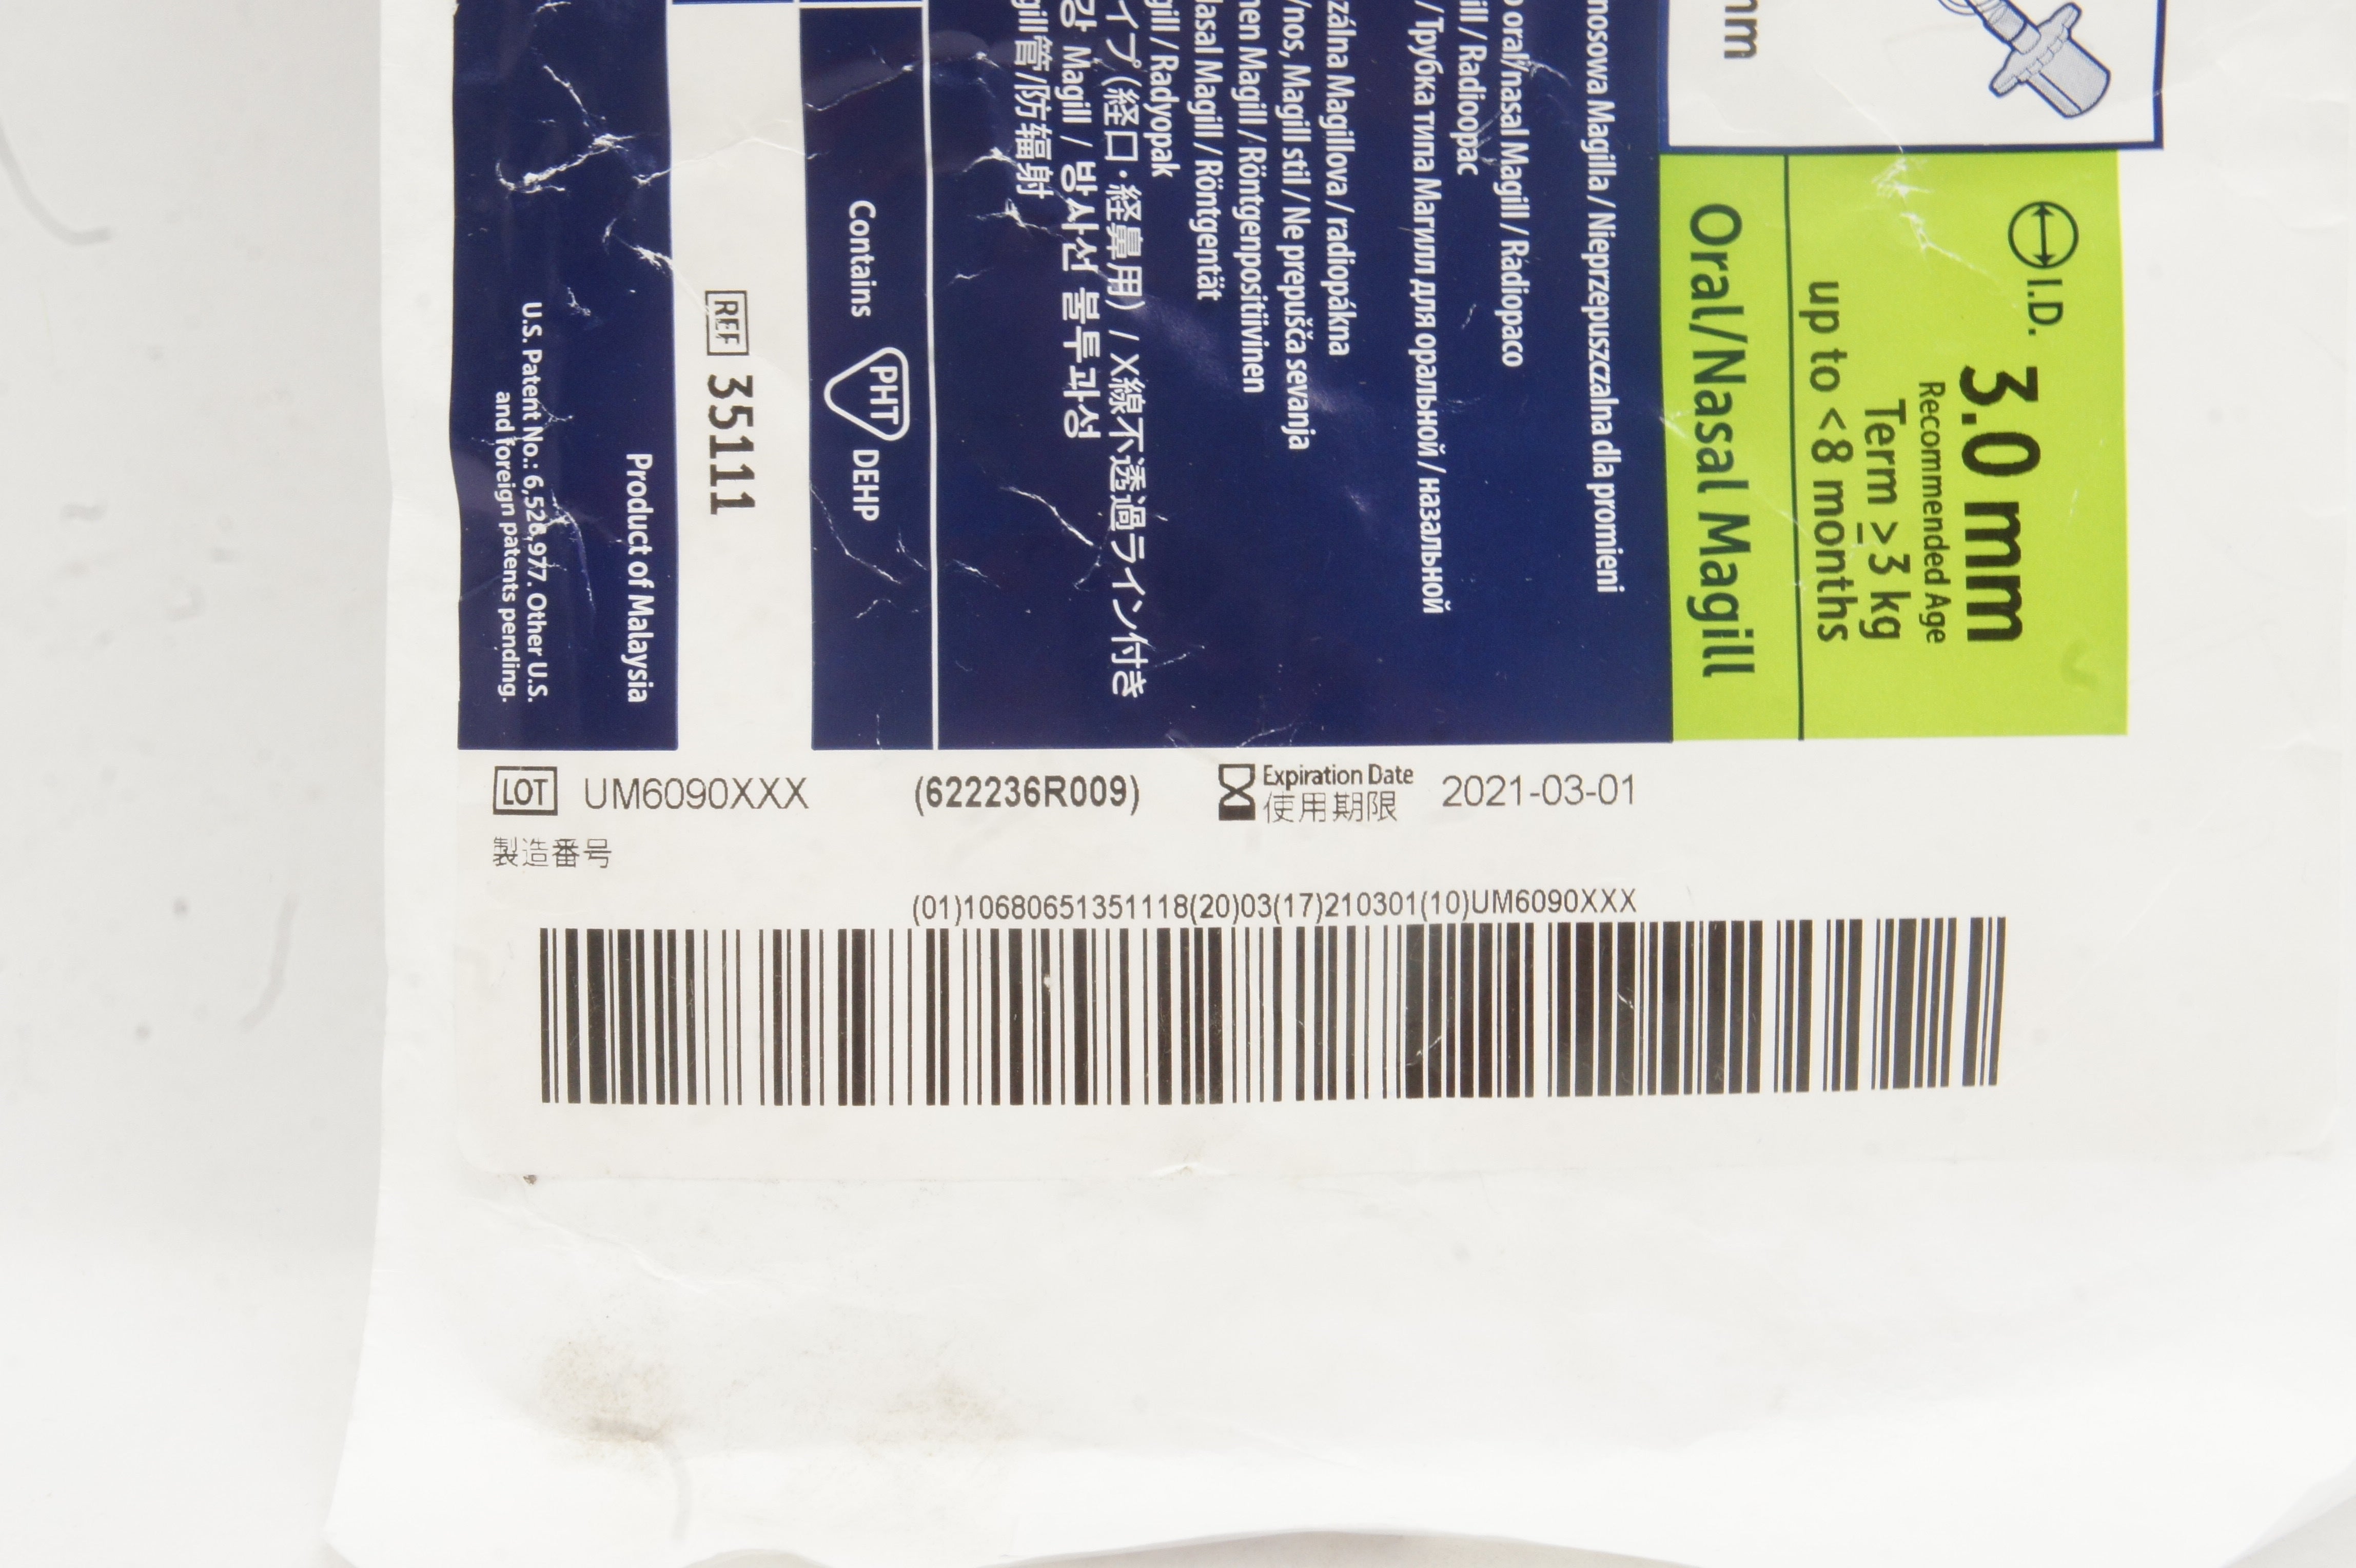 mm
I.D.
3.0 mm
Recommended Age
Term ≥3 kg
up to <8 months
Oral/Nasal Magill
nosowa Magilla / Nieprzepuszczalna dla promieni
oral/nasal Magill / Radiopaco
ill / Radioopac
/ Трубка типа Магилл для оральной / назальной
zálna Magillova / radiopákna
/nos, Magill stil / Ne prepušča sevanja
nen Magill / Röntgenpositiivinen
Nasal Magill / Röntgentät
gill / Radyopak
イプ(経口・経鼻用) / X線不透過ライン付き
강 Magill / 방사선 불투과성
gill管/防辐射
Contains PHT DEHP
REF 35111
Product of Malaysia
U.S. Patent No.: 6,526,977. Other U.S.
and foreign patents pending.
LOT UM6090XXX (622236R009) Expiration Date 2021-03-01
使用期限
製造番号
(01)10680651351118(20)03(17)210301(10)UM6090XXX